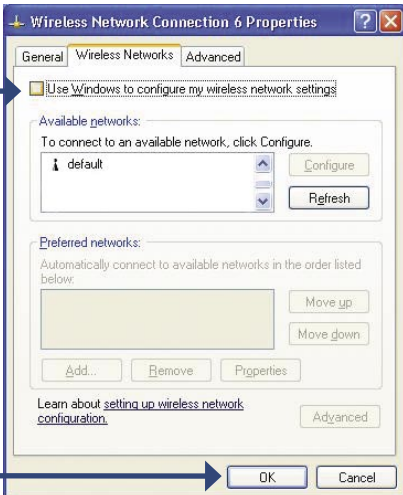 Wireless Network Connection 6 Properties
General Wireless Networks Advanced
Use Windows to configure my wireless network settings
Available networks:
To connect to an available network, click Configure.
default
Configure
Refresh
Preferred networks:
Automatically connect to available networks in the order listed
below:
Move up
Move down
Add... Remove Properties
Learn about setting up wireless network
configuration.
Advanced
OK Cancel